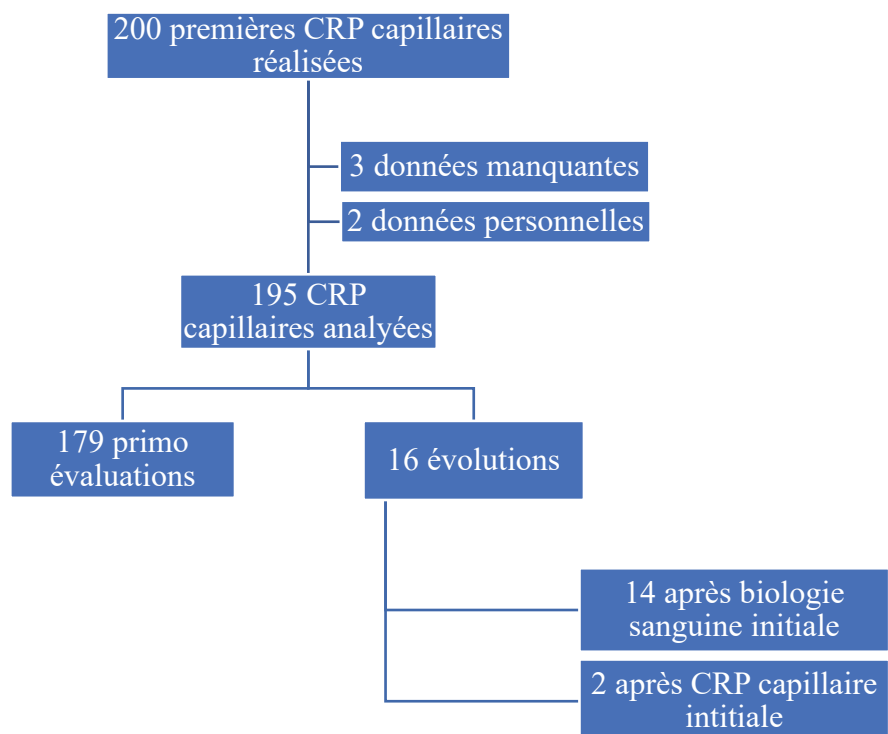 200 premières CRP capillaires
réalisées
3 données manquantes
2 données personnelles
195 CRP
capillaires analyées
179 primo
évaluations
16 évolutions
14 après biologie
sanguine initiale
2 après CRP capillaire
intitiale